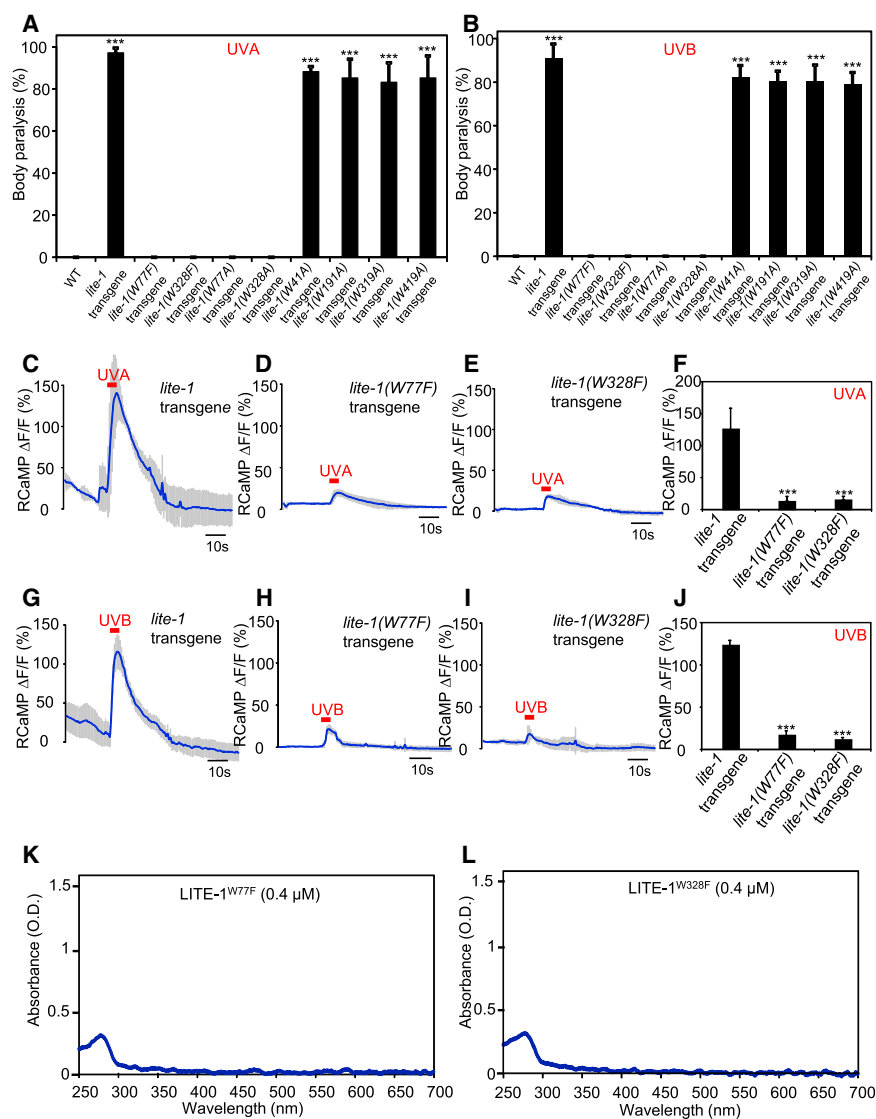 A
UVA
Body paralysis (%)
100
80
60
40
20
0
***
***
***
***
***
WT
lite-1
transgene
lite-1(W77F)
transgene
lite-1(W328F)
transgene
lite-1(W77A)
transgene
lite-1(W328A)
transgene
lite-1(W41A)
transgene
lite-1(W191A)
transgene
lite-1(W319A)
transgene
lite-1(W419A)
transgene
B
UVB
Body paralysis (%)
100
80
60
40
20
0
***
***
***
***
***
WT
lite-1
transgene
lite-1(W77F)
transgene
lite-1(W328F)
transgene
lite-1(W77A)
transgene
lite-1(W328A)
transgene
lite-1(W41A)
transgene
lite-1(W191A)
transgene
lite-1(W319A)
transgene
lite-1(W419A)
transgene
C
RCaMP ΔF/F (%)
150
100
50
0
UVA
lite-1
transgene
10s
D
RCaMP ΔF/F (%)
150
100
50
0
lite-1(W77F)
transgene
UVA
10s
E
RCaMP ΔF/F (%)
150
100
50
0
lite-1(W328F)
transgene
UVA
10s
F
RCaMP ΔF/F (%)
200
150
100
50
0
UVA
***
***
lite-1
transgene
lite-1(W77F)
transgene
lite-1(W328F)
transgene
G
RCaMP ΔF/F (%)
150
100
50
0
UVB
lite-1
transgene
10s
H
RCaMP ΔF/F (%)
150
100
50
0
lite-1(W77F)
transgene
UVB
10s
I
RCaMP ΔF/F (%)
150
100
50
0
lite-1(W328F)
transgene
UVB
10s
J
RCaMP ΔF/F (%)
150
100
50
0
UVB
***
***
lite-1
transgene
lite-1(W77F)
transgene
lite-1(W328F)
transgene
K
LITE-1W77F (0.4 μM)
Absorbance (O.D.)
1.5
1
0.5
0
250 300 350 400 450 500 550 600 650 700
Wavelength (nm)
L
LITE-1W328F (0.4 μM)
Absorbance (O.D.)
1.5
1
0.5
0
250 300 350 400 450 500 550 600 650 700
Wavelength (nm)